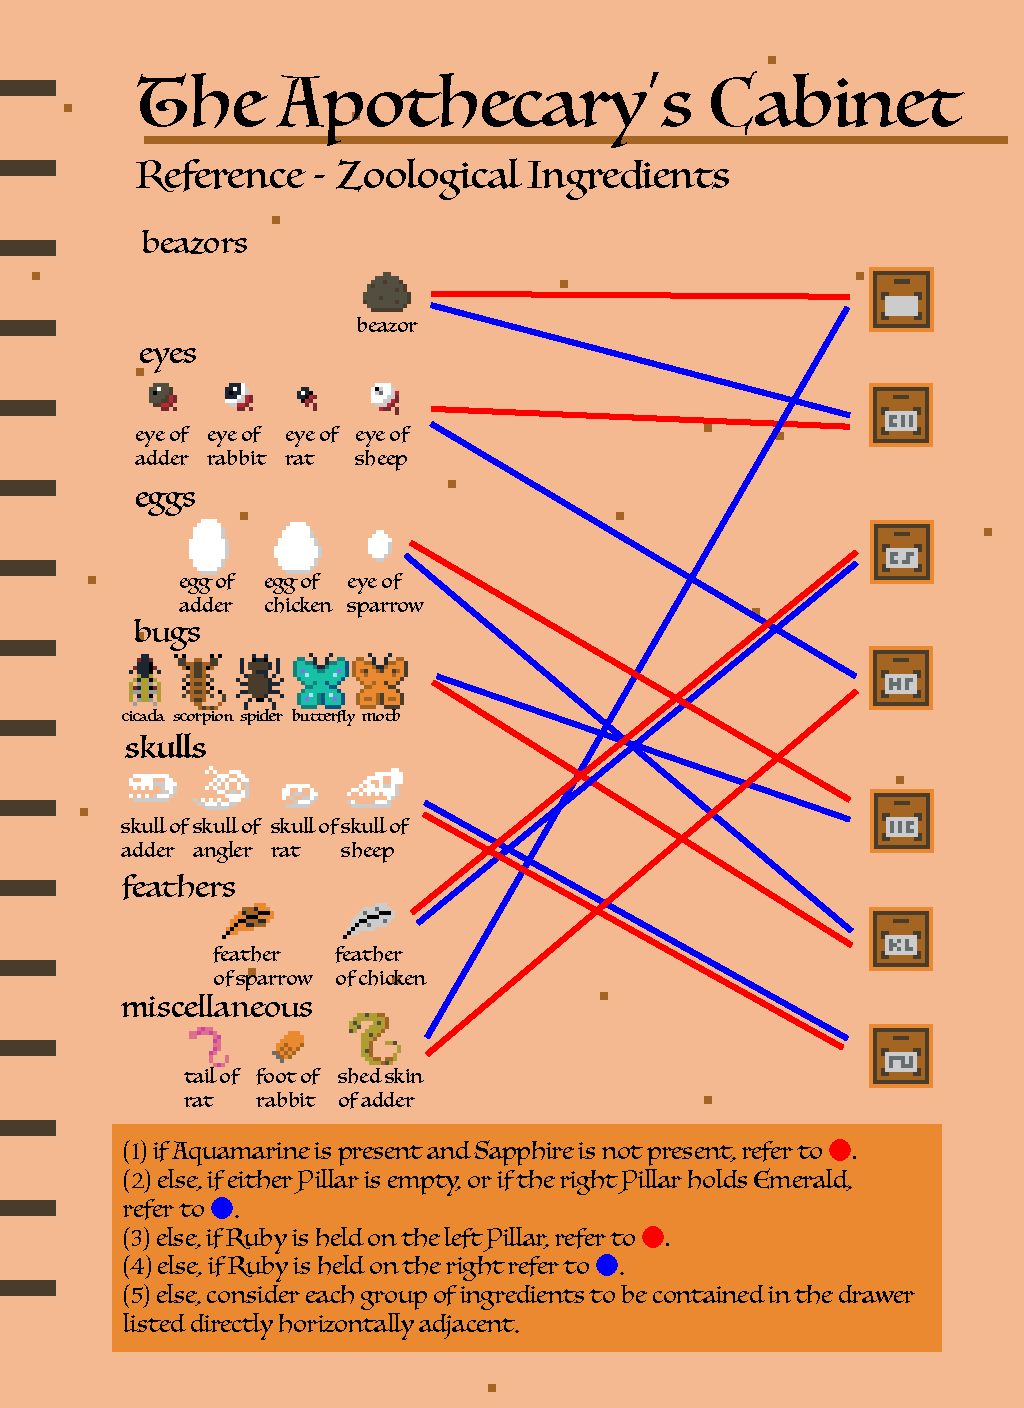 The Apothecary's Cabinet
Reference - Zoological Ingredients
beazors
beazor
eyes
eye of adder
eye of rabbit
eye of rat
eye of sheep
eggs
egg of adder
egg of chicken
eye of sparrow
bugs
cicada scorpion spider butterfly moth
skulls
skull of adder
skull of angler
skull of rat
skull of sheep
feathers
feather of sparrow
feather of chicken
miscellaneous
tail of rat
foot of rabbit
shed skin of adder
(1) if Aquamarine is present and Sapphire is not present, refer to .
(2) else, if either Pillar is empty, or if the right Pillar holds Emerald,
refer to .
(3) else, if Ruby is held on the left Pillar, refer to .
(4) else, if Ruby is held on the right refer to .
(5) else, consider each group of ingredients to be contained in the drawer
listed directly horizontally adjacent.